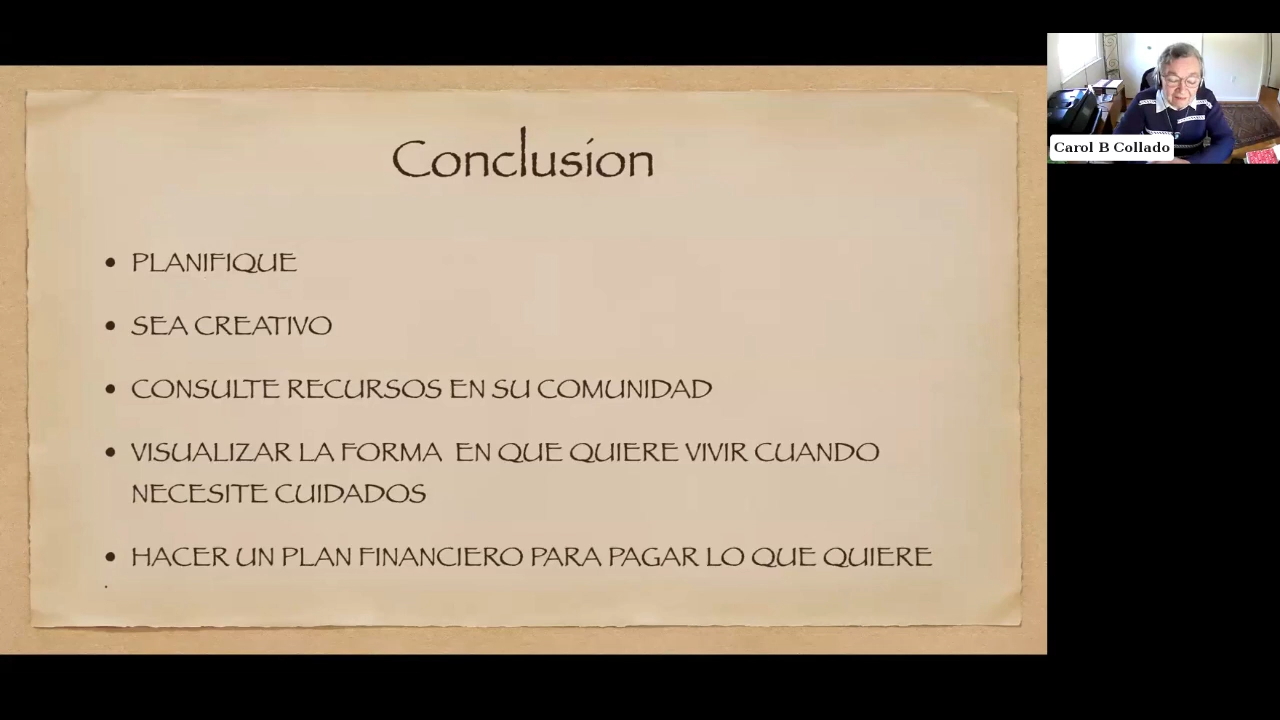 Conclusion
• PLANIFIQUE
• SEA CREATIVO
• CONSULTE RECURSOS EN SU COMUNIDAD
• VISUALIZAR LA FORMA EN QUE QUIERE VIVIR CUANDO
NECESITE CUIDADOS
• HACER UN PLAN FINANCIERO PARA PAGAR LO QUE QUIERE
Carol B Collado